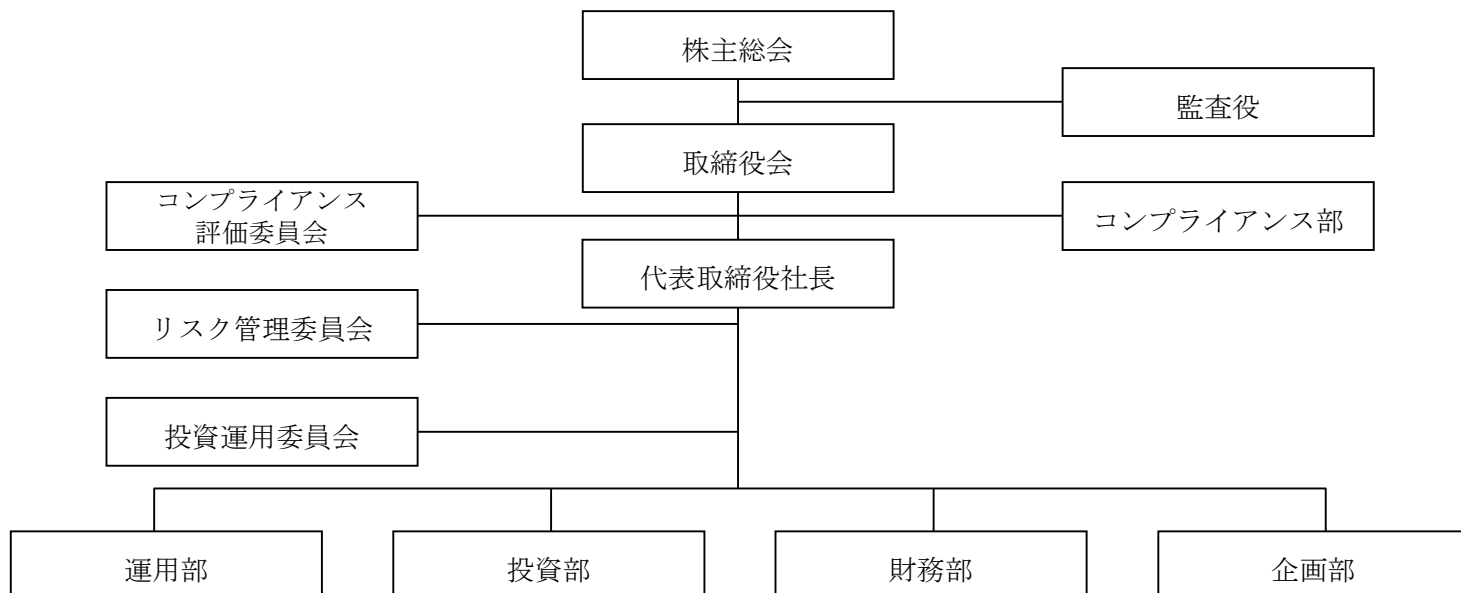 株主総会
監査役
取締役会
コンプライアンス
評価委員会
コンプライアンス部
代表取締役社長
リスク管理委員会
投資運用委員会
運用部
投資部
財務部
企画部